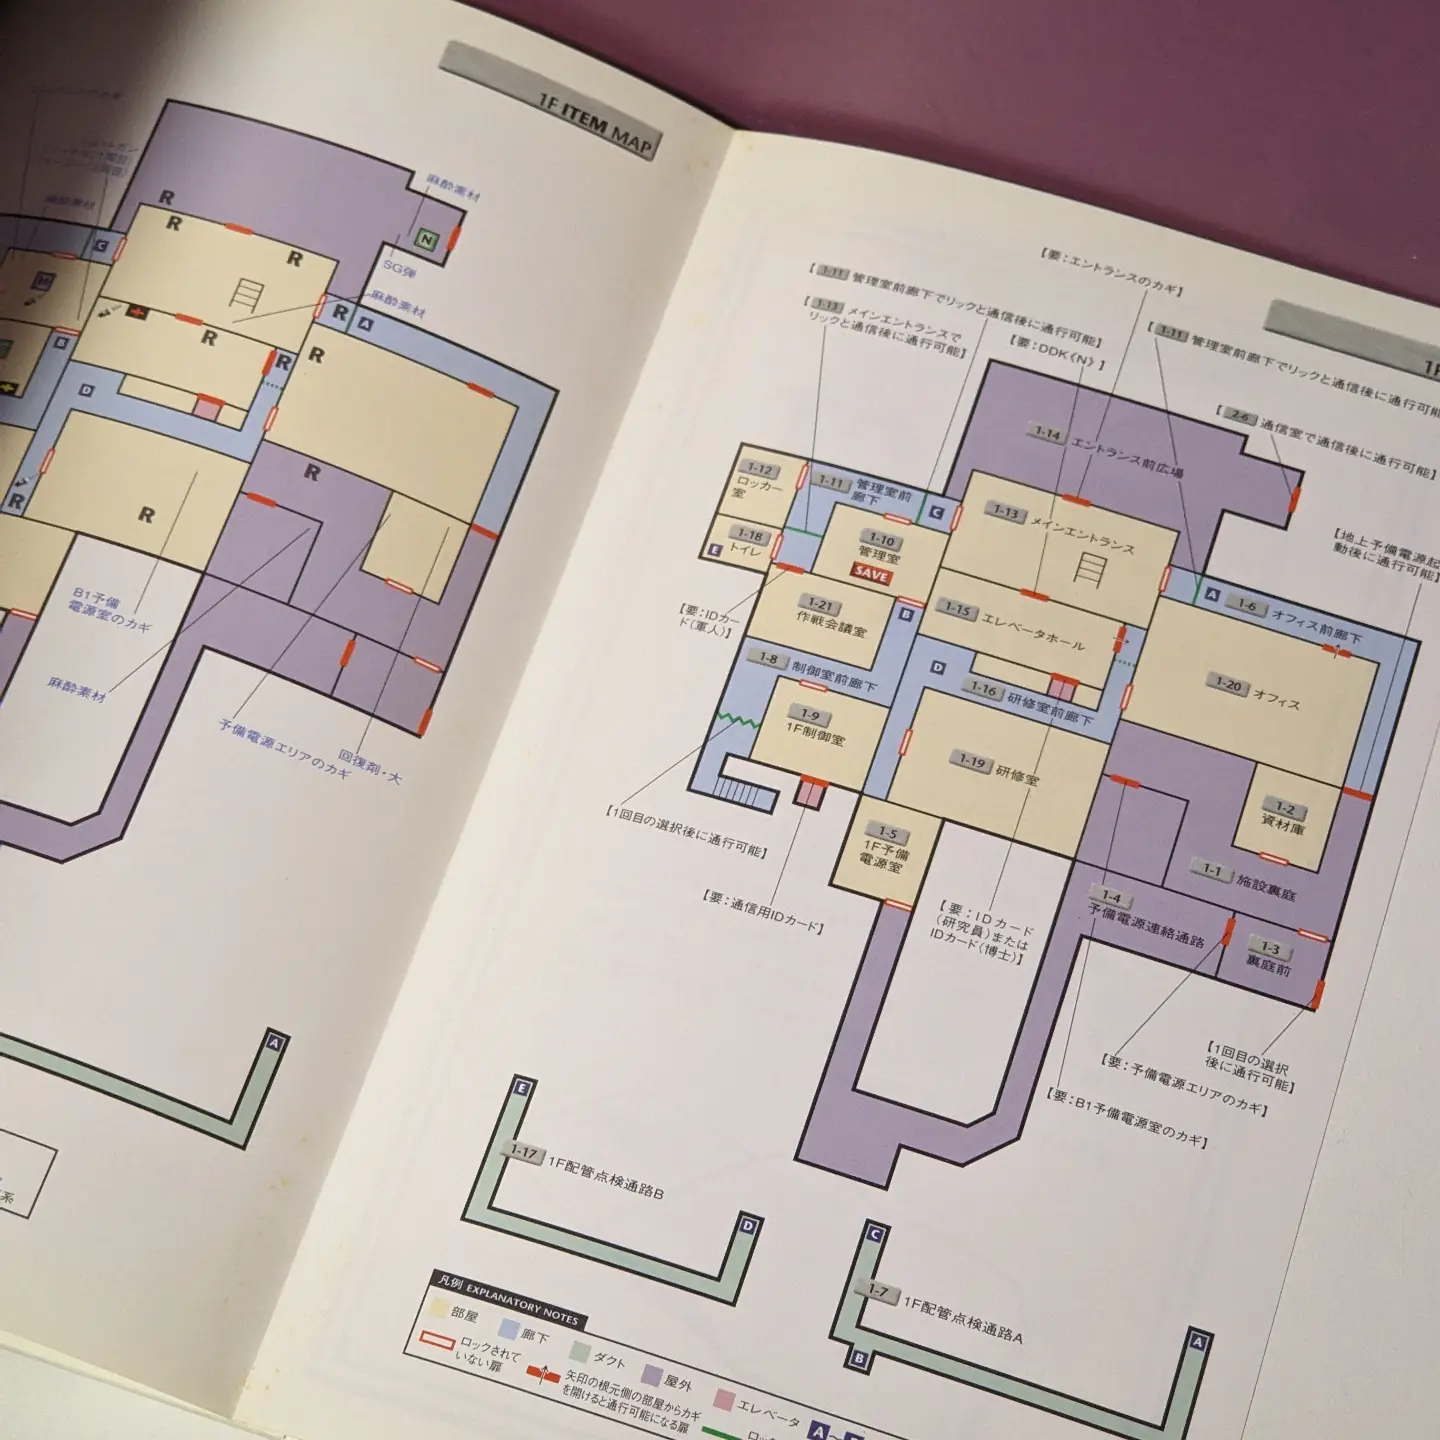 1F ITEM MAP
麻酔素材
R
R
R
N
SG弾
麻酔素材
麻酔素材
C
R
A
R
R
R
B
D
R
R
R
B1予備
電源室のカギ
麻酔素材
予備電源エリアのカギ
回復剤・大
A
系
【要：エントランスのカギ】
【1-11 管理室前廊下でリックと通信後に通行可能】
【1-13 メインエントランスで
リックと通信後に通行可能】
【要：DDK《N》】
【1-11 管理室前廊下でリックと通信後に通行可能
【2-6 通信室で通信後に通行可能】
【地上予備電源起
動後に通行可能】
1-14 エントランス前広場
1-12
ロッカー
室
1-11 管理室前
廊下
C
1-13 メインエントランス
1-18
トイレ
E
1-10
管理室
SAVE
【要：IDカー
ド（軍人）】
1-21
作戦会議室
B
1-15 エレベータホール
A
1-6 オフィス前廊下
1-8 制御室前廊下
D
1-16 研修室前廊下
1-20 オフィス
1-9
1F制御室
1-19 研修室
【1回目の選択後に通行可能】
1-5
1F予備
電源室
1-2
資材庫
1-1 施設裏庭
【要：通信用IDカード】
【要：IDカード
（研究員）または
IDカード（博士）】
1-4
予備電源連絡通路
1-3
裏庭前
【1回目の選択
後に通行可能】
【要：予備電源エリアのカギ】
【要：B1予備電源室のカギ】
E
1-17 1F配管点検通路B
D
C
1-7 1F配管点検通路A
B
A
凡例 EXPLANATORY NOTES
部屋
廊下
ダクト
屋外
エレベータ
ロックされて
いない扉
矢印の根元側の部屋からカギ
を開けると通行可能になる扉